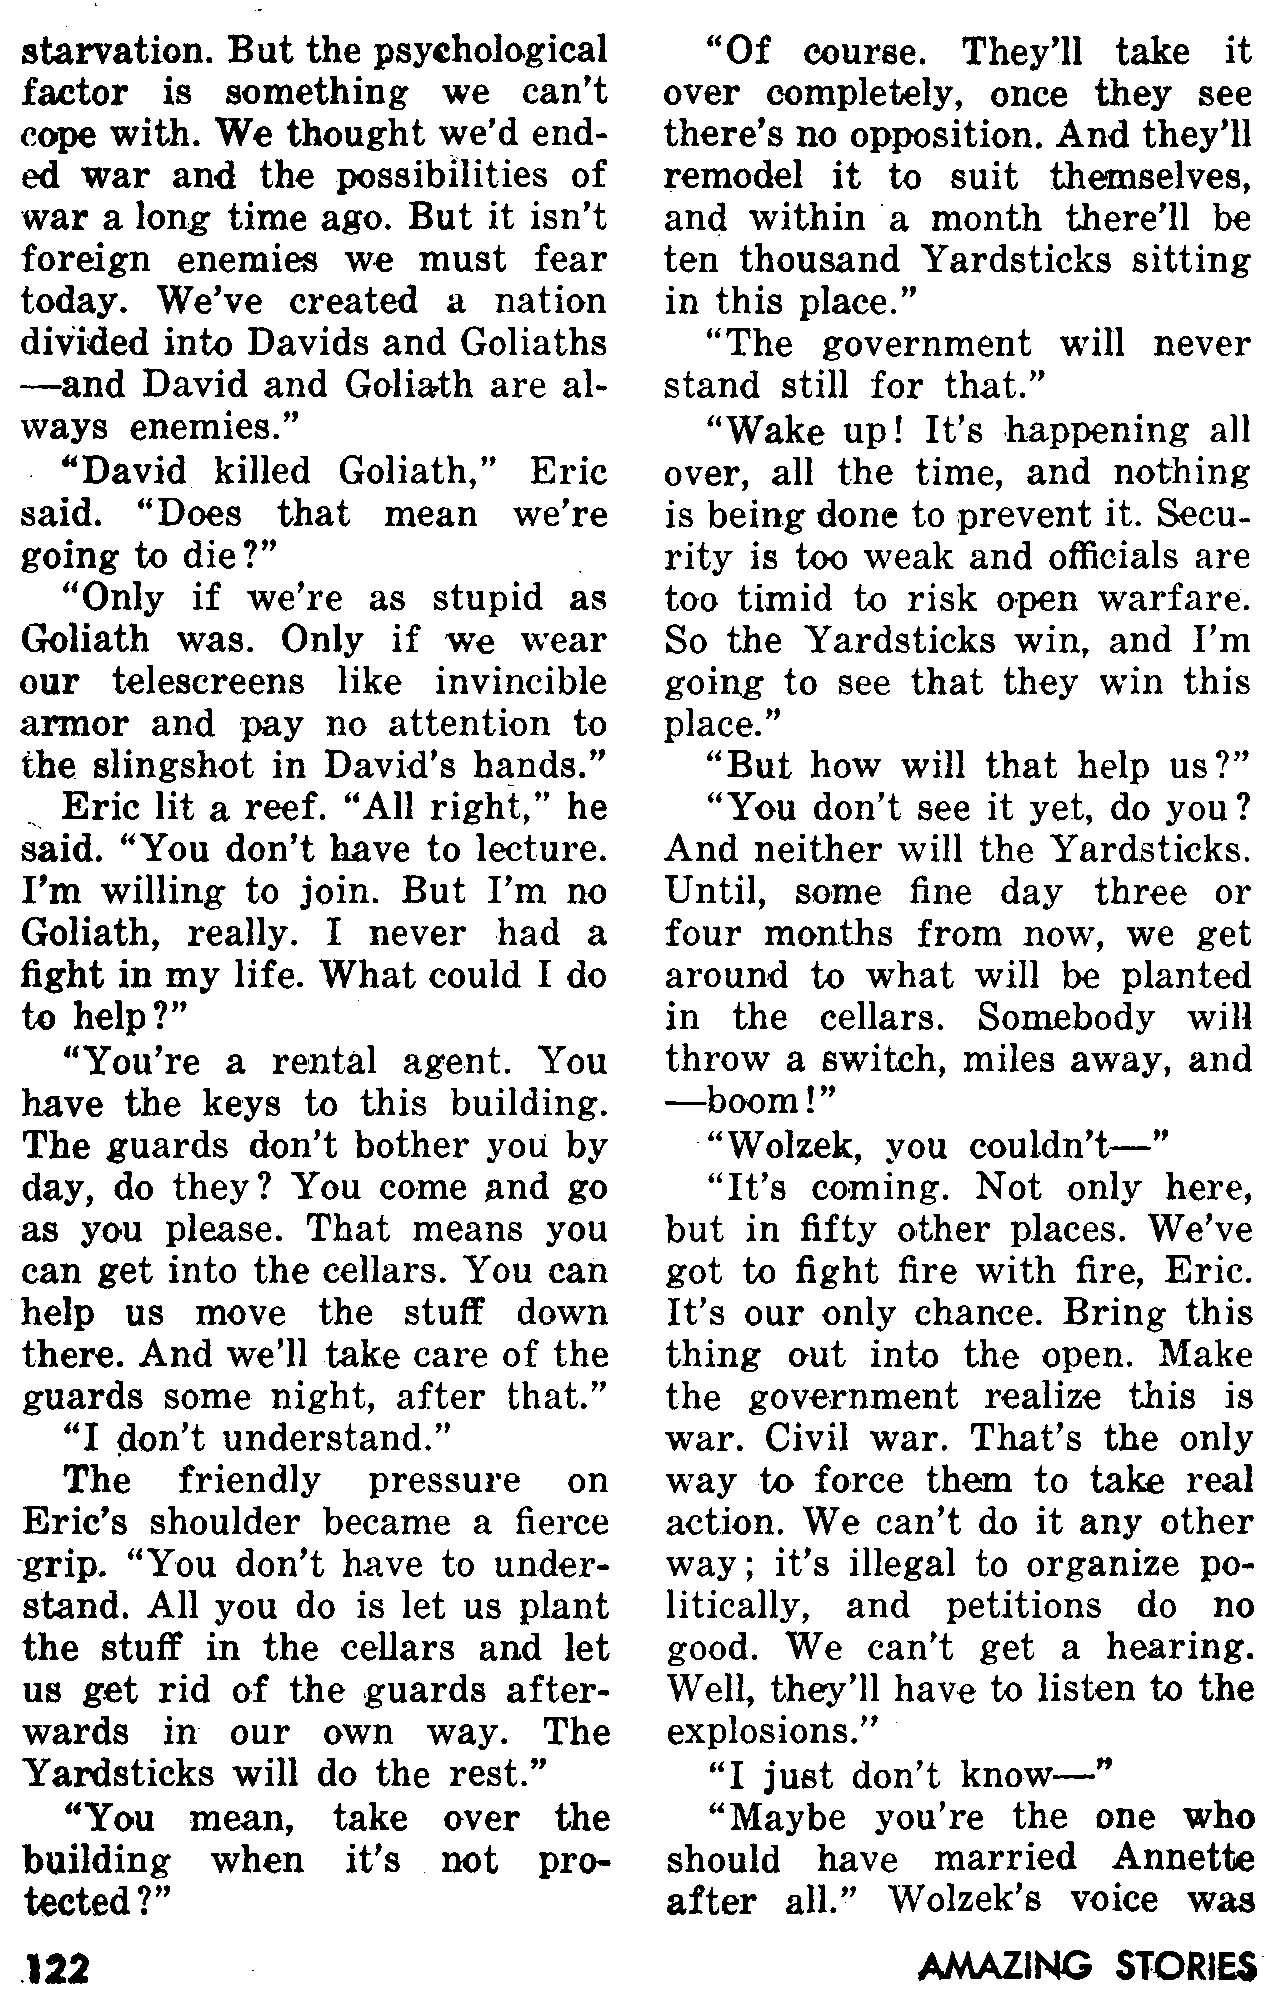 starvation. But the psychological
factor is something we can't
cope with. We thought we'd end-
ed war and the possibilities of
war a long time ago. But it isn't
foreign enemies we must fear
today. We've created a nation
divided into Davids and Goliaths
—and David and Goliath are al-
ways enemies."
"David killed Goliath," Eric
said. "Does that mean we're
going to die?"
"Only if we're as stupid as
Goliath was. Only if we wear
our telescreens like invincible
armor and pay no attention to
the slingshot in David's hands."
Eric lit a reef. "All right," he
said. "You don't have to lecture.
I'm willing to join. But I'm no
Goliath, really. I never had a
fight in my life. What could I do
to help?"
"You're a rental agent. You
have the keys to this building.
The guards don't bother you by
day, do they? You come and go
as you please. That means you
can get into the cellars. You can
help us move the stuff down
there. And we'll take care of the
guards some night, after that."
"I don't understand."
The friendly pressure on
Eric's shoulder became a fierce
grip. "You don't have to under-
stand. All you do is let us plant
the stuff in the cellars and let
us get rid of the guards after-
wards in our own way. The
Yardsticks will do the rest."
"You mean, take over the
building when it's not pro-
tected?"
"Of course. They'll take it
over completely, once they see
there's no opposition. And they'll
remodel it to suit themselves,
and within a month there'll be
ten thousand Yardsticks sitting
in this place."
"The government will never
stand still for that."
"Wake up! It's happening all
over, all the time, and nothing
is being done to prevent it. Secu-
rity is too weak and officials are
too timid to risk open warfare.
So the Yardsticks win, and I'm
going to see that they win this
place."
"But how will that help us?"
"You don't see it yet, do you?
And neither will the Yardsticks.
Until, some fine day three or
four months from now, we get
around to what will be planted
in the cellars. Somebody will
throw a switch, miles away, and
—boom!"
"Wolzek, you couldn't—"
"It's coming. Not only here,
but in fifty other places. We've
got to fight fire with fire, Eric.
It's our only chance. Bring this
thing out into the open. Make
the government realize this is
war. Civil war. That's the only
way to force them to take real
action. We can't do it any other
way; it's illegal to organize po-
litically, and petitions do no
good. We can't get a hearing.
Well, they'll have to listen to the
explosions."
"I just don't know—"
"Maybe you're the one who
should have married Annette
after all." Wolzek's voice was
122
AMAZING STORIES